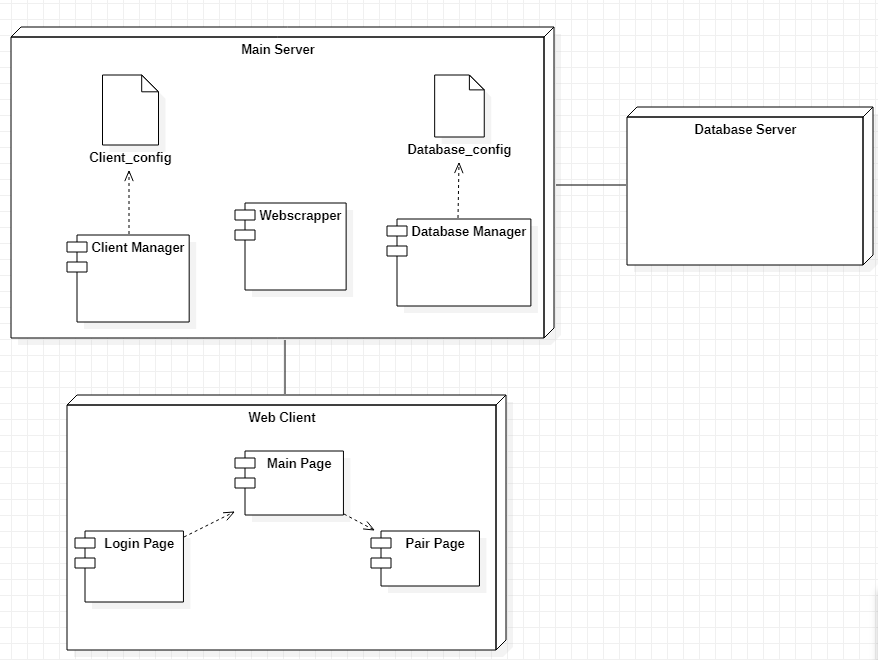 Main Server
Database Server
Client_config
Database_config
Webscrapper
Client Manager
Database Manager
Web Client
Main Page
Login Page
Pair Page